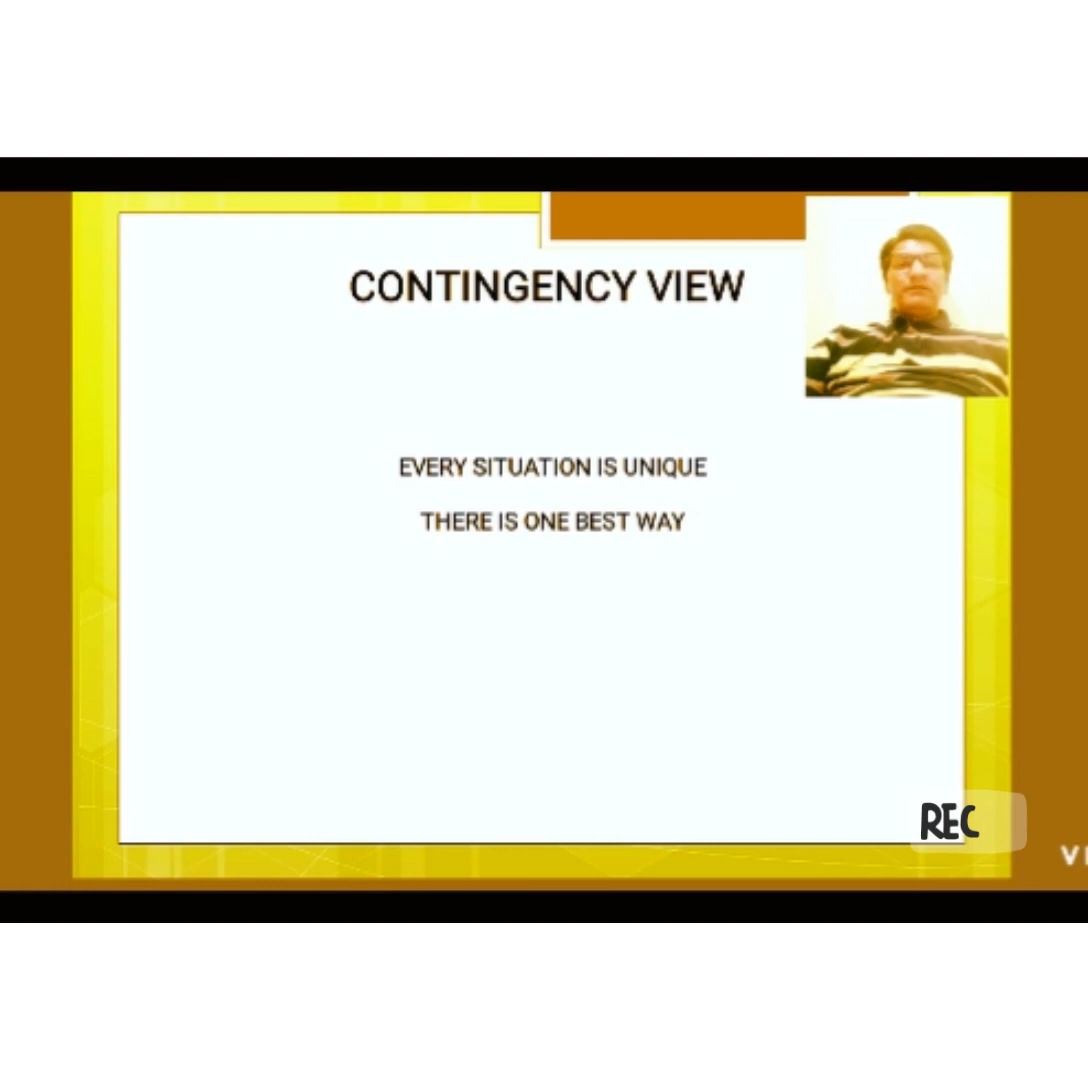 CONTINGENCY VIEW
EVERY SITUATION IS UNIQUE
THERE IS ONE BEST WAY
REC